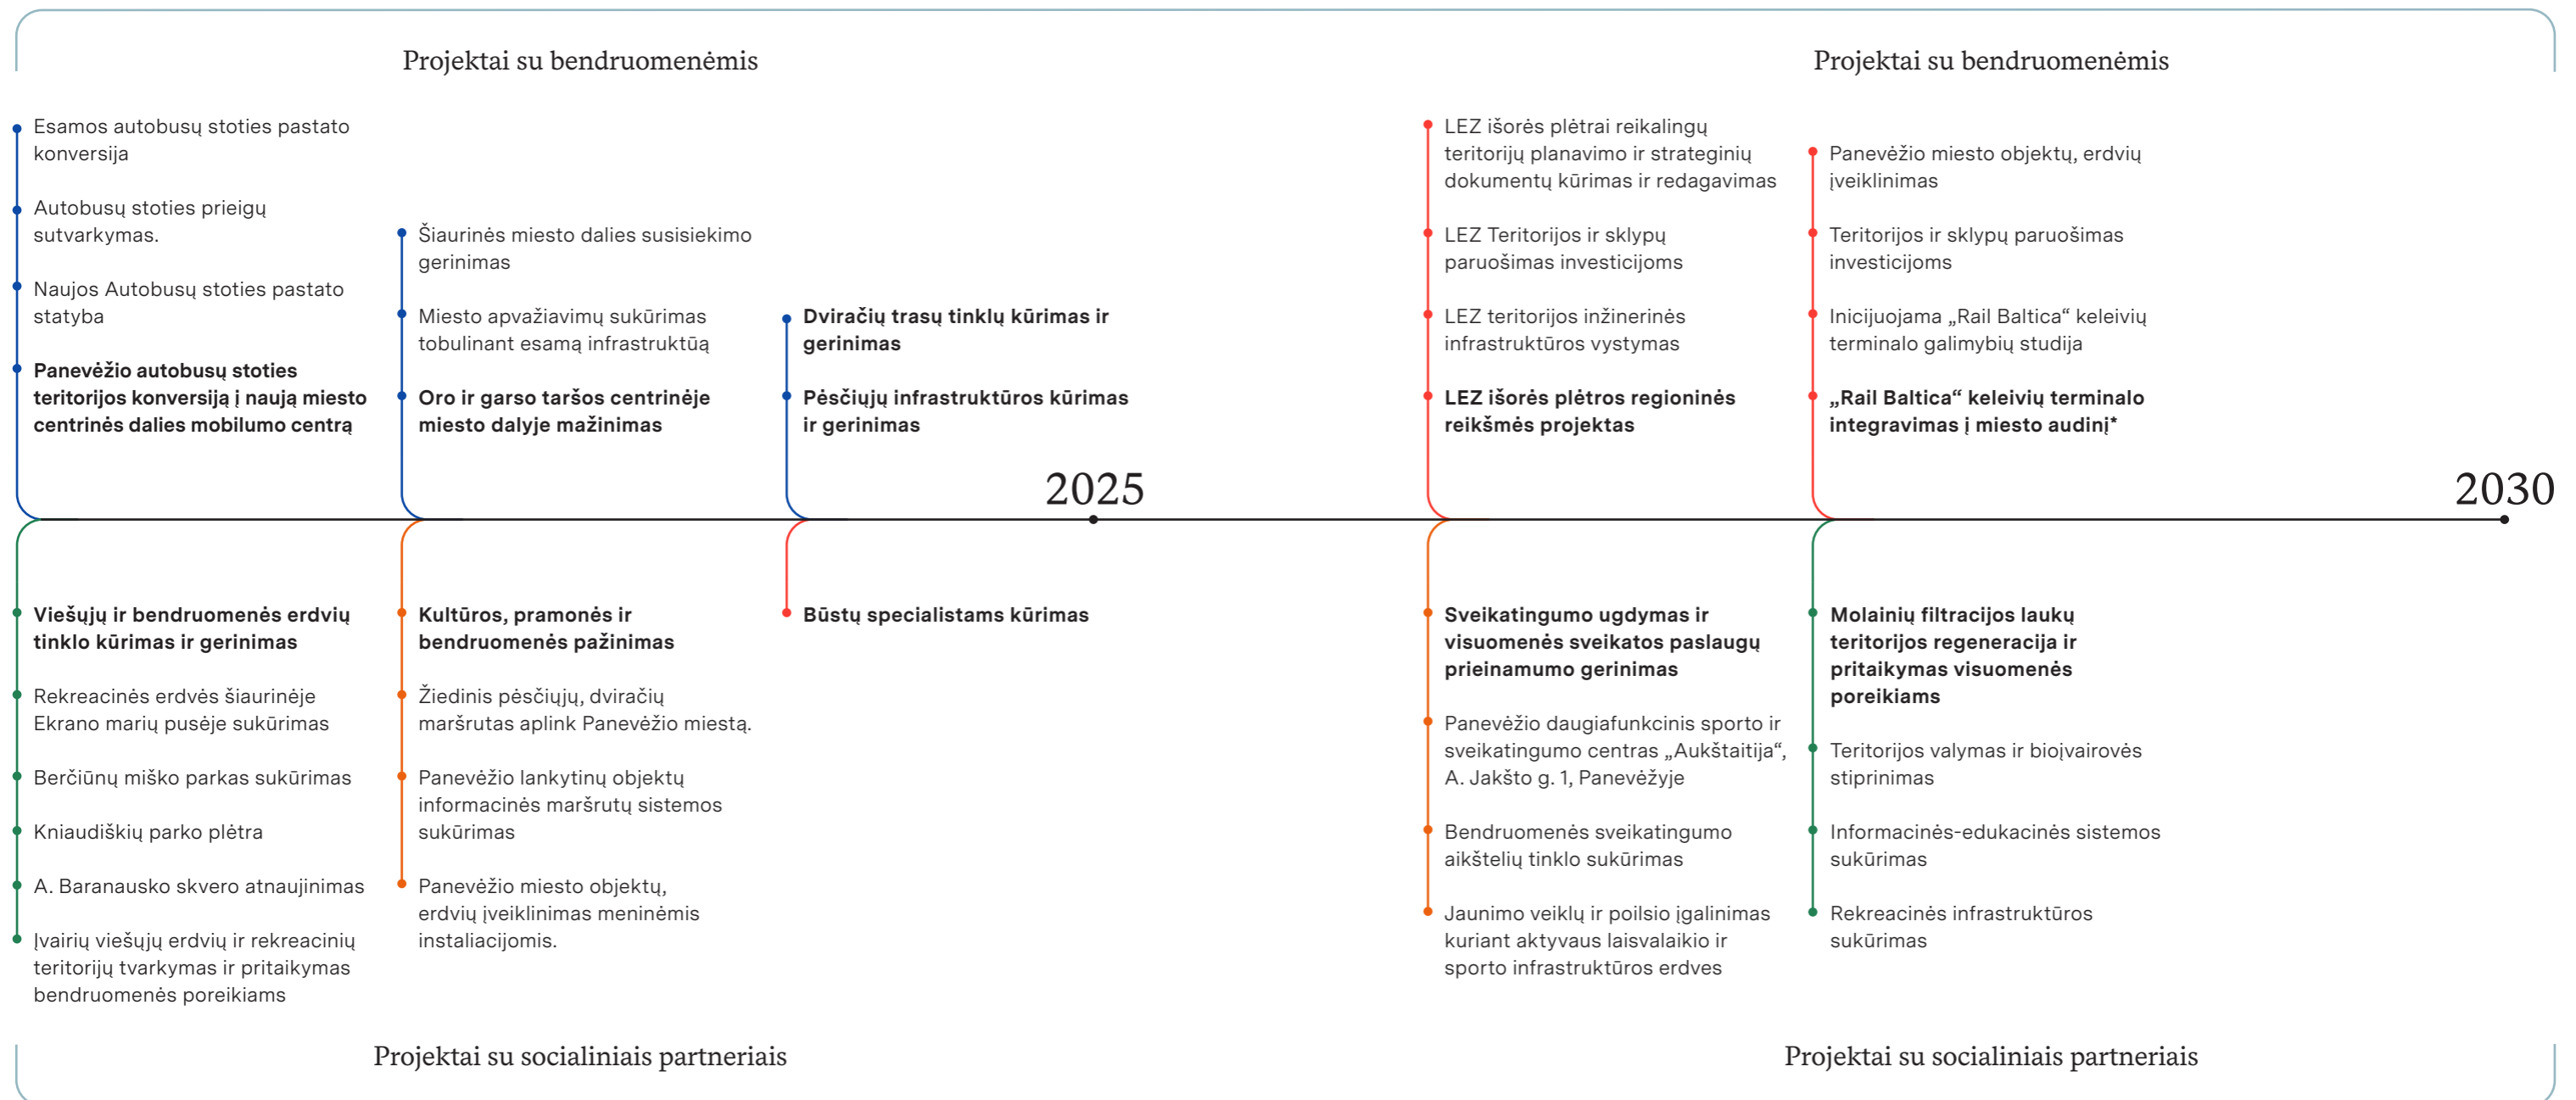 Projektai su bendruomenėmis
Esamos autobusų stoties pastato
konversija
Autobusų stoties prieigų
sutvarkymas.
Naujos Autobusų stoties pastato
statyba
Panevėžio autobusų stoties
teritorijos konversiją į naują miesto
centrinės dalies mobilumo centrą
Šiaurinės miesto dalies susisiekimo
gerinimas
Miesto apvažiavimų sukūrimas
tobulinant esamą infrastruktūą
Oro ir garso taršos centrinėje
miesto dalyje mažinimas
Dviračių trasų tinklų kūrimas ir
gerinimas
Pėsčiųjų infrastruktūros kūrimas
ir gerinimas
2025
Projektai su bendruomenėmis
LEZ išorės plėtrai reikalingų
teritorijų planavimo ir strateginių
dokumentų kūrimas ir redagavimas
LEZ Teritorijos ir sklypų
paruošimas investicijoms
LEZ teritorijos inžinerinės
infrastruktūros vystymas
LEZ išorės plėtros regioninės
reikšmės projektas
Panevėžio miesto objektų, erdvių
įveiklinimas
Teritorijos ir sklypų paruošimas
investicijoms
Inicijuojama „Rail Baltica“ keleivių
terminalo galimybių studija
„Rail Baltica“ keleivių terminalo
integravimas į miesto audinį*
2030
Viešųjų ir bendruomenės erdvių
tinklo kūrimas ir gerinimas
Rekreacinės erdvės šiaurinėje
Ekrano marių pusėje sukūrimas
Berčiūnų miško parkas sukūrimas
Kniaudiškių parko plėtra
A. Baranausko skvero atnaujinimas
Įvairių viešųjų erdvių ir rekreacinių
teritorijų tvarkymas ir pritaikymas
bendruomenės poreikiams
Kultūros, pramonės ir
bendruomenės pažinimas
Žiedinis pėsčiųjų, dviračių
maršrutas aplink Panevėžio miestą.
Panevėžio lankytinų objektų
informacinės maršrutų sistemos
sukūrimas
Panevėžio miesto objektų,
erdvių įveiklinimas meninėmis
instaliacijomis.
Būstų specialistams kūrimas
Projektai su socialiniais partneriais
Sveikatingumo ugdymas ir
visuomenės sveikatos paslaugų
prieinamumo gerinimas
Panevėžio daugiafunkcinis sporto ir
sveikatingumo centras „Aukštaitija“,
A. Jakšto g. 1, Panevėžyje
Bendruomenės sveikatingumo
aikštelių tinklo sukūrimas
Jaunimo veiklų ir poilsio įgalinimas
kuriant aktyvaus laisvalaikio ir
sporto infrastruktūros erdves
Molainių filtracijos laukų
teritorijos regeneracija ir
pritaikymas visuomenės
poreikiams
Teritorijos valymas ir bioįvairovės
stiprinimas
Informacinės-edukacinės sistemos
sukūrimas
Rekreacinės infrastruktūros
sukūrimas
Projektai su socialiniais partneriais